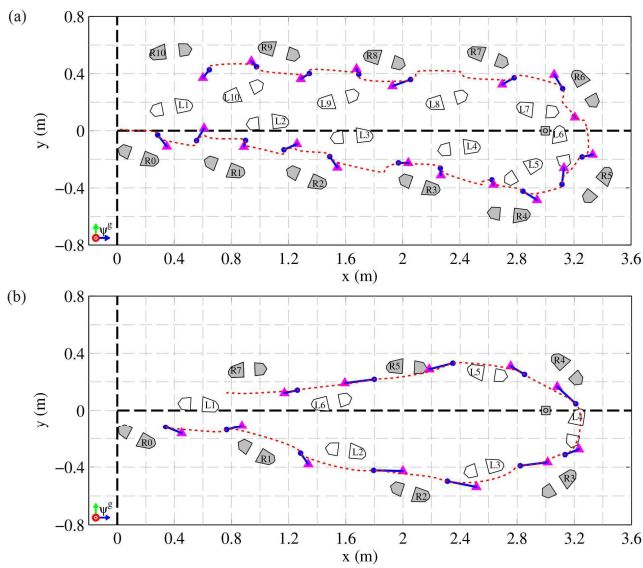 (a)
0.8
R10
R9
R8
R7
R6
0.4
L1
L10
L9
L8
L7
y (m)
0
L2
L3
L4
L6
L5
R0
R1
R2
R3
R5
−0.4
R4
ψg
−0.8
0 0.4 0.8 1.2 1.6 2 2.4 2.8 3.2 3.6
x (m)
(b)
0.8
0.4
R7
R5
L5
R4
L1
L6
y (m)
0
L4
R0
R1
L2
L3
−0.4
R2
R3
ψg
−0.8
0 0.4 0.8 1.2 1.6 2 2.4 2.8 3.2 3.6
x (m)